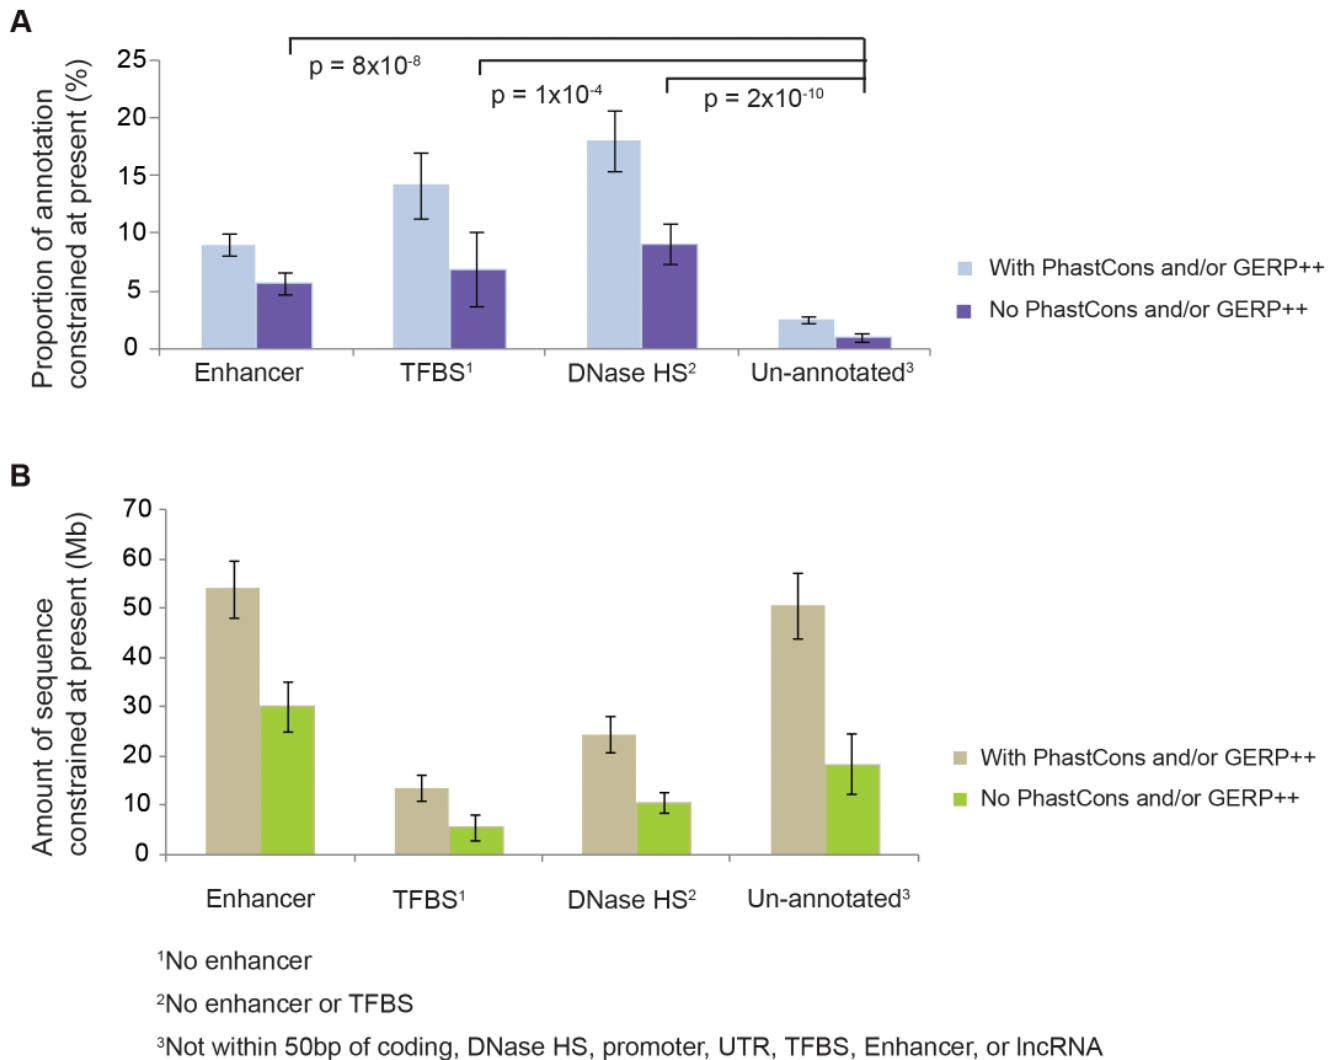 A
Proportion of annotation
constrained at present (%)
25
20
15
10
5
0
p = 8x10⁻⁸
p = 1x10⁻⁴
p = 2x10⁻¹⁰
Enhancer
TFBS¹
DNase HS²
Un-annotated³
With PhastCons and/or GERP++
No PhastCons and/or GERP++
B
Amount of sequence
constrained at present (Mb)
70
60
50
40
30
20
10
0
Enhancer
TFBS¹
DNase HS²
Un-annotated³
With PhastCons and/or GERP++
No PhastCons and/or GERP++
¹No enhancer
²No enhancer or TFBS
³Not within 50bp of coding, DNase HS, promoter, UTR, TFBS, Enhancer, or lncRNA